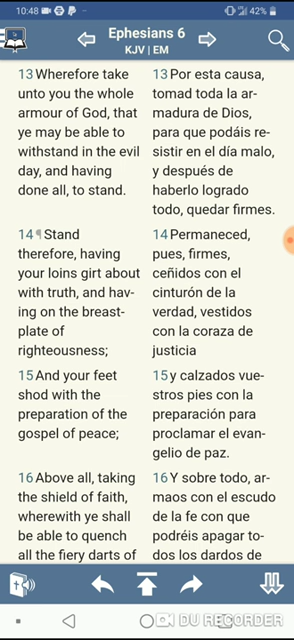 10:48
42%
Ephesians 6
KJV | EM
13 Wherefore take
unto you the whole
armour of God, that
ye may be able to
withstand in the evil
day, and having
done all, to stand.
14 ¶ Stand
therefore, having
your loins girt about
with truth, and hav-
ing on the breast-
plate of
righteousness;
15 And your feet
shod with the
preparation of the
gospel of peace;
16 Above all, taking
the shield of faith,
wherewith ye shall
be able to quench
all the fiery darts of
13 Por esta causa,
tomad toda la ar-
madura de Dios,
para que podáis re-
sistir en el día malo,
y después de
haberlo logrado
todo, quedar firmes.
14 Permaneced,
pues, firmes,
ceñidos con el
cinturón de la
verdad, vestidos
con la coraza de
justicia
15 y calzados vue-
stros pies con la
preparación para
proclamar el evan-
gelio de paz.
16 Y sobre todo, ar-
maos con el escudo
de la fe con que
podréis apagar to-
dos los dardos de
DU RECORDER